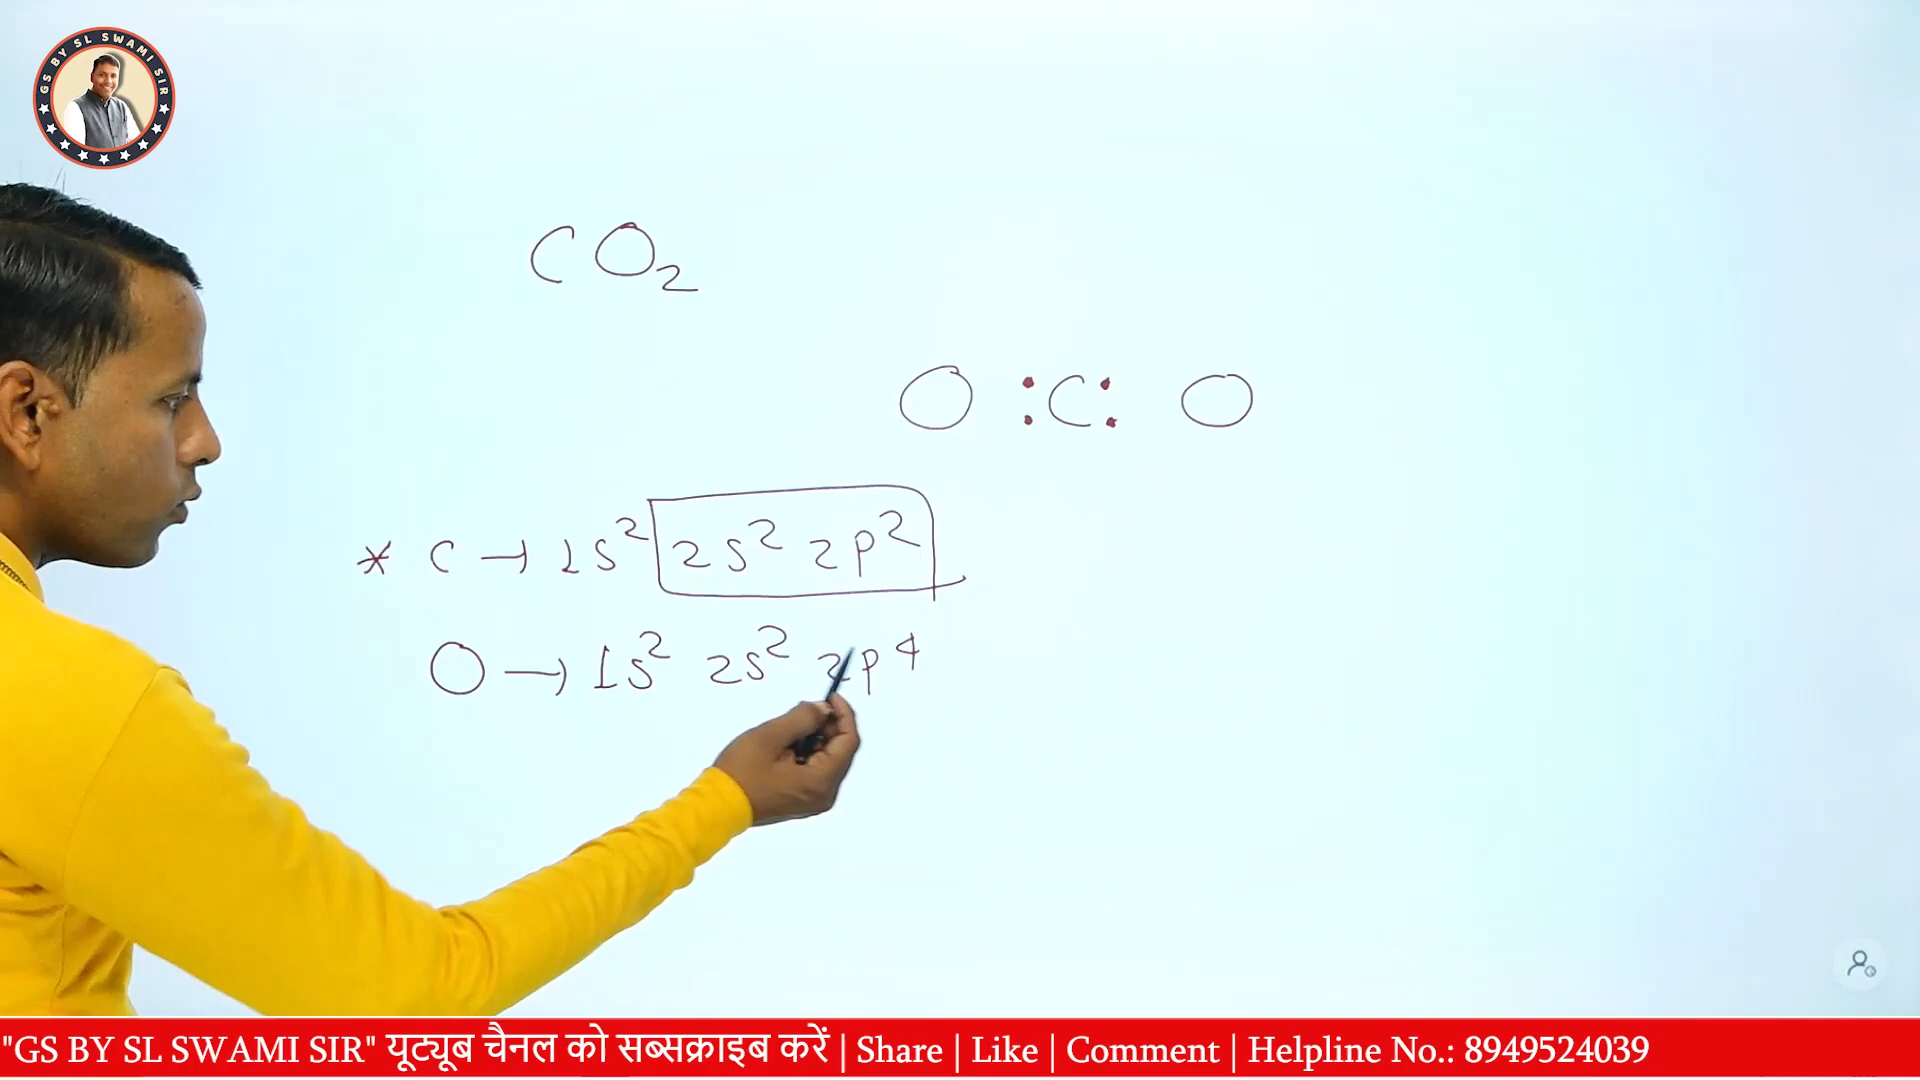 GS BY SL SWAMI SIR
CO2
O :C: O
* C → 1s² 2s² 2p²
O → 1s² 2s² 2p⁴
"GS BY SL SWAMI SIR" यूट्यूब चैनल को सब्सक्राइब करें | Share | Like | Comment | Helpline No.: 8949524039